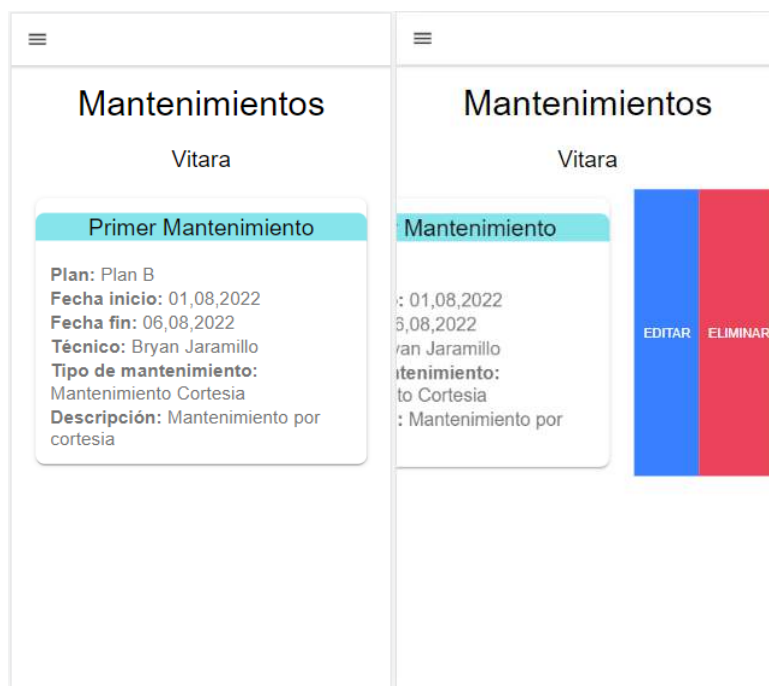 Mantenimientos
Vitara
Primer Mantenimiento
Plan: Plan B
Fecha inicio: 01,08,2022
Fecha fin: 06,08,2022
Técnico: Bryan Jaramillo
Tipo de mantenimiento:
Mantenimiento Cortesia
Descripción: Mantenimiento por
cortesia
Mantenimientos
Vitara
Mantenimiento
: 01,08,2022
6,08,2022
an Jaramillo
ntenimiento:
to Cortesia
: Mantenimiento por
EDITAR
ELIMINAR